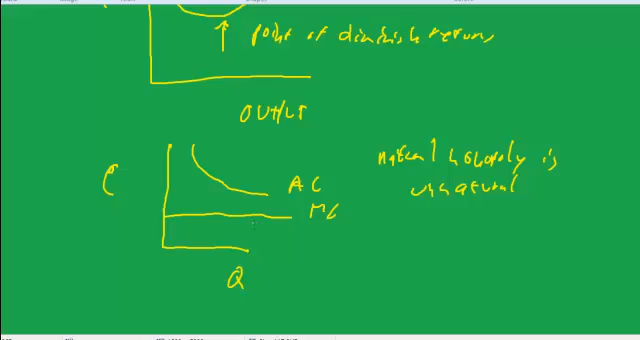 point of diminish returns
OUTPUT
natural monopoly is
unnatural
C
AC
MC
Q